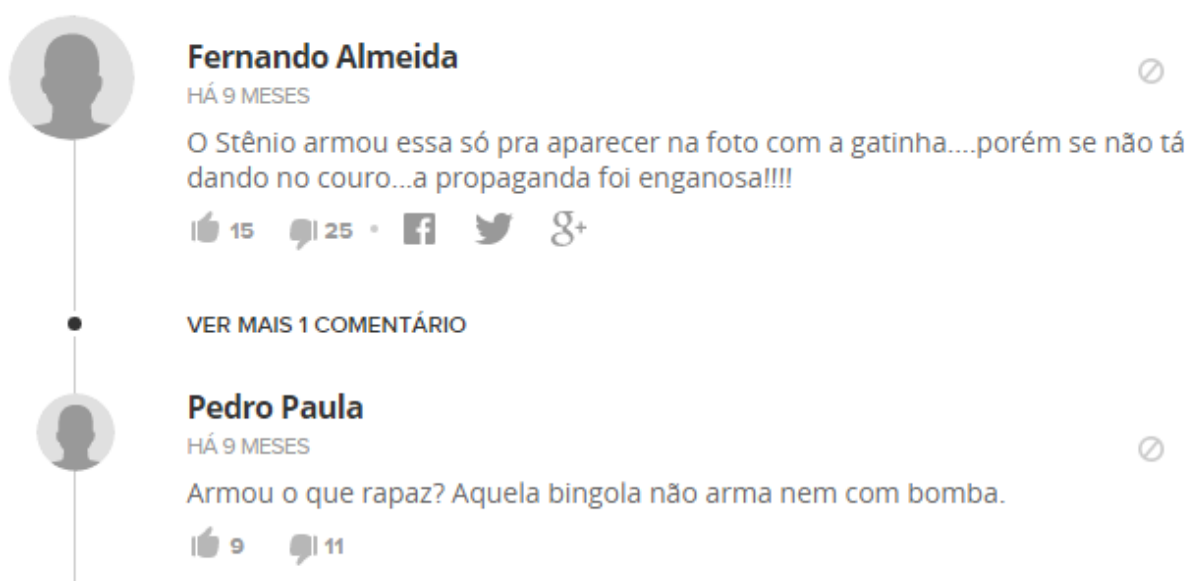 Fernando Almeida
HÁ 9 MESES
O Stênio armou essa só pra aparecer na foto com a gatinha....porém se não tá
dando no couro...a propaganda foi enganosa!!!!
15 25 • f g+
VER MAIS 1 COMENTÁRIO
Pedro Paula
HÁ 9 MESES
Armou o que rapaz? Aquela bingola não arma nem com bomba.
9 11